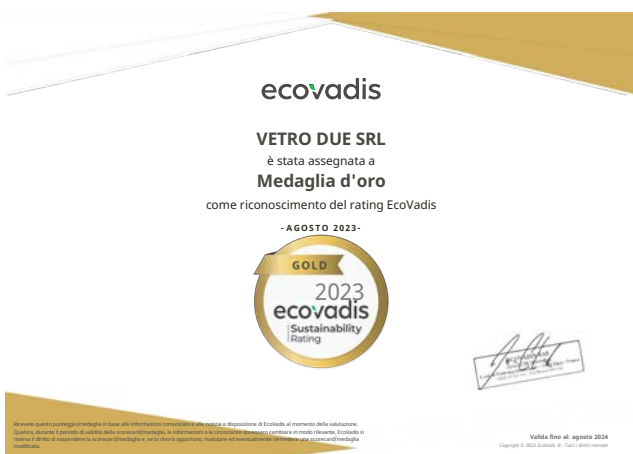 ecovadis
VETRO DUE SRL
è stata assegnata a
Medaglia d'oro
come riconoscimento del rating EcoVadis
-AGOSTO 2023-
GOLD
2023
ecovadis
Sustainability
Rating
Ricevete questo punteggio/medaglia in base alle informazioni comunicate e alle notizie a disposizione di EcoVadis al momento della valutazione.
Qualora, durante il periodo di validità della scorecard/medaglia, le informazioni o le circostanze dovessero cambiare in modo rilevante, EcoVadis si
riserva il diritto di sospendere la scorecard/medaglia e, se lo riterrà opportuno, rivalutare ed eventualmente riemettere una scorecard/medaglia
modificata.
Valida fino al: agosto 2024
Copyright © 2023 EcoVadis ® - Tutti i diritti riservati